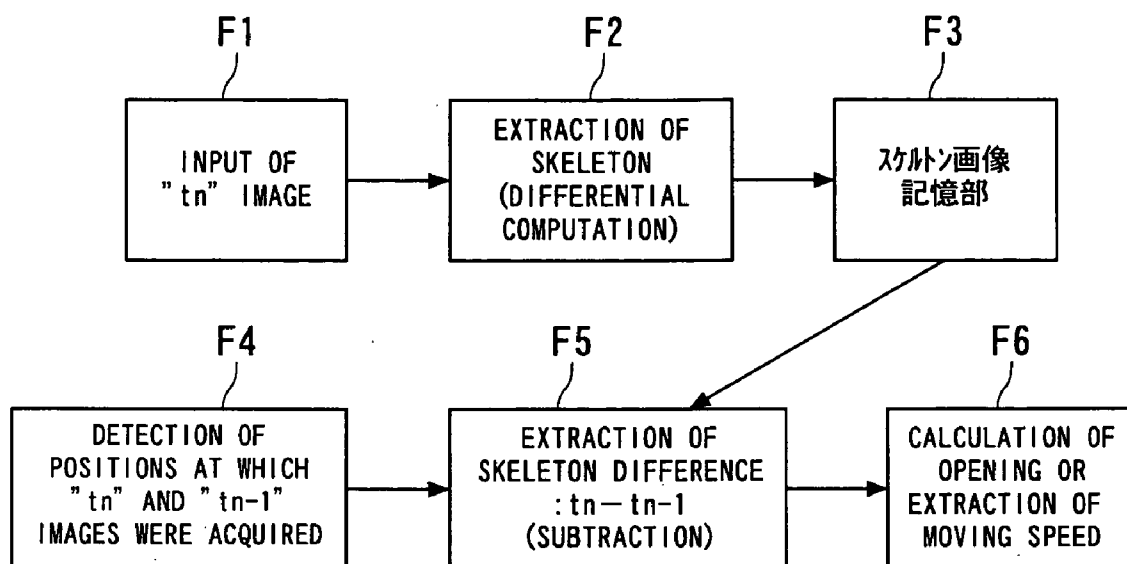 F1
F2
F3
INPUT OF
"tn" IMAGE
EXTRACTION OF
SKELETON
(DIFFERENTIAL
COMPUTATION)
スケルトン画像
記憶部
F4
F5
F6
DETECTION OF
POSITIONS AT WHICH
"tn" AND "tn-1"
IMAGES WERE ACQUIRED
EXTRACTION OF
SKELETON DIFFERENCE
:tn-tn-1
(SUBTRACTION)
CALCULATION OF
OPENING OR
EXTRACTION OF
MOVING SPEED